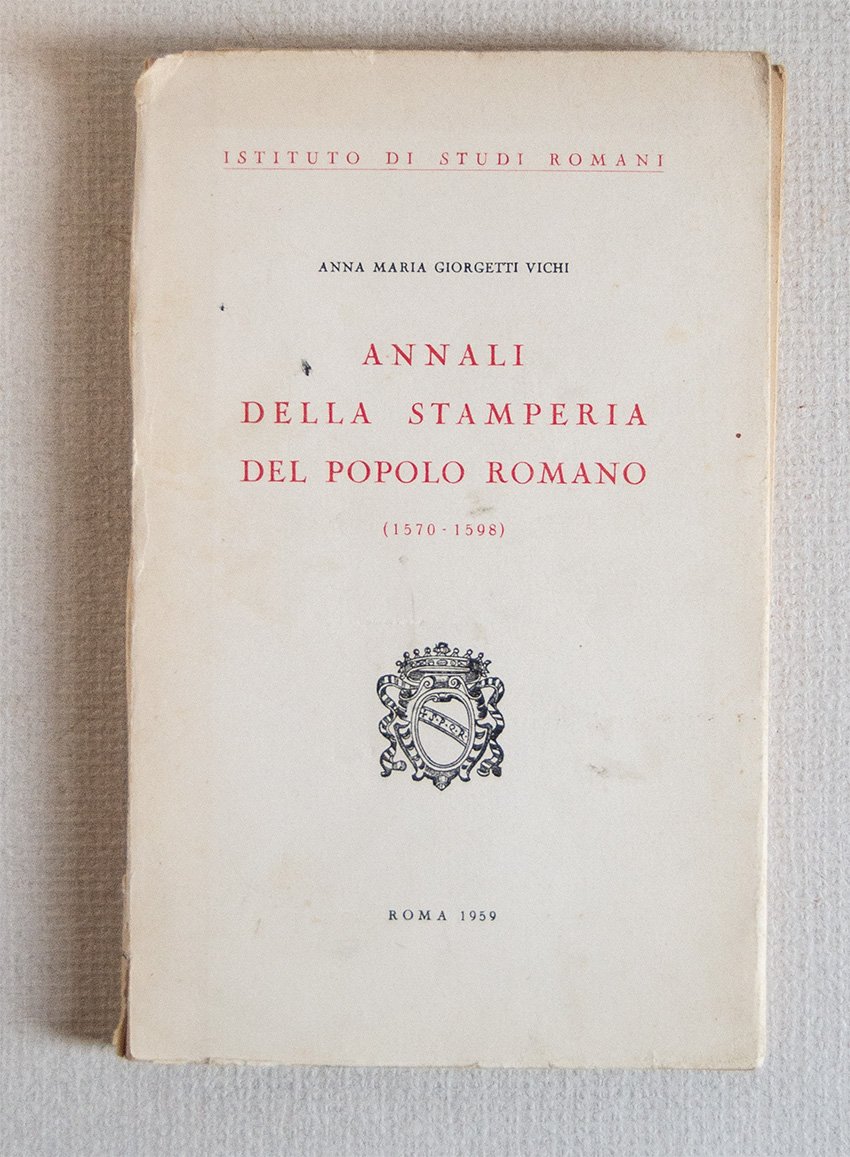 ISTITUTO DI STUDI ROMANI
ANNA MARIA GIORGETTI VICHI
ANNALI
DELLA STAMPERIA
DEL POPOLO ROMANO
(1570 - 1598)
S.P.Q.R.
ROMA 1959